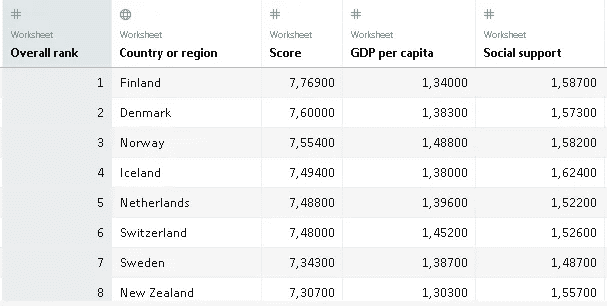 Worksheet Worksheet Worksheet Worksheet Worksheet
Overall rank Country or region Score GDP per capita Social support
1 Finland 7,76900 1,34000 1,58700
2 Denmark 7,60000 1,38300 1,57300
3 Norway 7,55400 1,48800 1,58200
4 Iceland 7,49400 1,38000 1,62400
5 Netherlands 7,48800 1,39600 1,52200
6 Switzerland 7,48000 1,45200 1,52600
7 Sweden 7,34300 1,38700 1,48700
8 New Zealand 7,30700 1,30300 1,55700